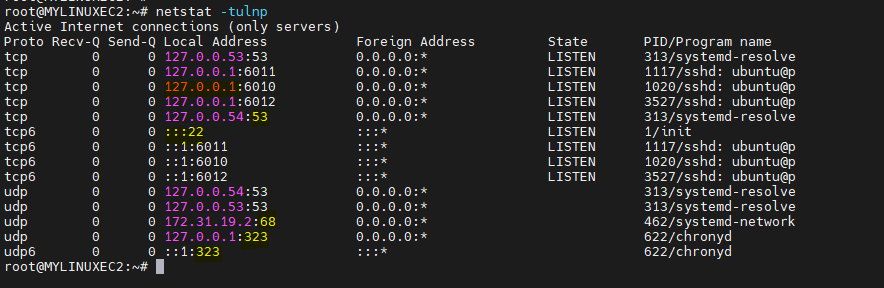 root@MYLINUXEC2:~# netstat -tulnp
Active Internet connections (only servers)
Proto Recv-Q Send-Q Local Address           Foreign Address         State       PID/Program name
tcp        0      0 127.0.0.53:53           0.0.0.0:*               LISTEN      313/systemd-resolve
tcp        0      0 127.0.0.1:6011          0.0.0.0:*               LISTEN      1117/sshd: ubuntu@p
tcp        0      0 127.0.0.1:6010          0.0.0.0:*               LISTEN      1020/sshd: ubuntu@p
tcp        0      0 127.0.0.1:6012          0.0.0.0:*               LISTEN      3527/sshd: ubuntu@p
tcp        0      0 127.0.0.54:53           0.0.0.0:*               LISTEN      313/systemd-resolve
tcp6       0      0 :::22                   :::*                    LISTEN      1/init
tcp6       0      0 ::1:6011                :::*                    LISTEN      1117/sshd: ubuntu@p
tcp6       0      0 ::1:6010                :::*                    LISTEN      1020/sshd: ubuntu@p
tcp6       0      0 ::1:6012                :::*                    LISTEN      3527/sshd: ubuntu@p
udp        0      0 127.0.0.54:53           0.0.0.0:*                           313/systemd-resolve
udp        0      0 127.0.0.53:53           0.0.0.0:*                           313/systemd-resolve
udp        0      0 172.31.19.2:68          0.0.0.0:*                           462/systemd-network
udp        0      0 127.0.0.1:323           0.0.0.0:*                           622/chronyd
udp6       0      0 ::1:323                 :::*                                622/chronyd
root@MYLINUXEC2:~#